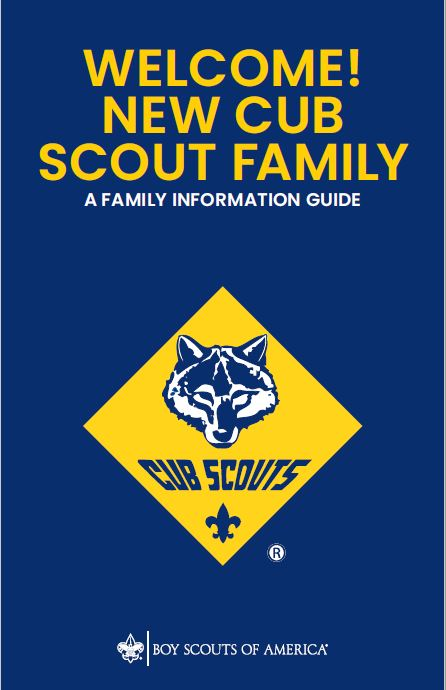 WELCOME!
NEW CUB
SCOUT FAMILY
A FAMILY INFORMATION GUIDE
CUB SCOUTS
®
BOY SCOUTS OF AMERICA®